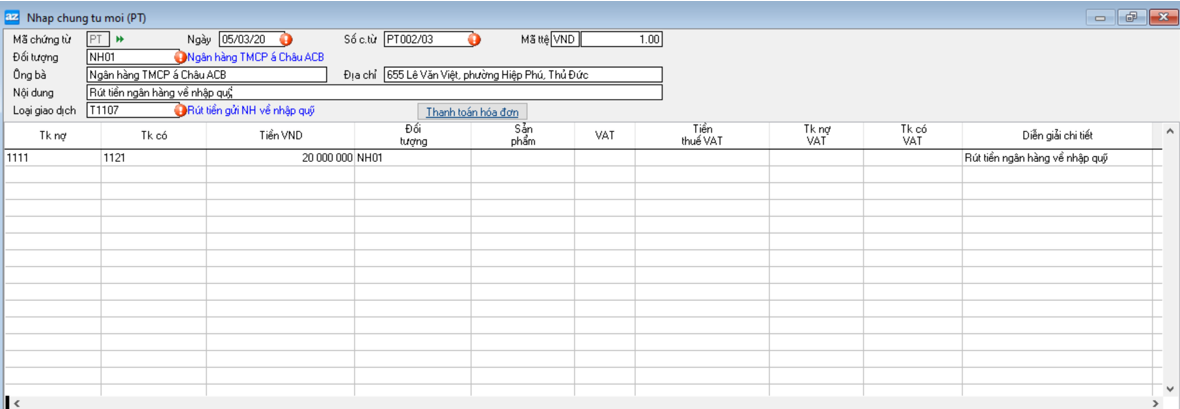 az Nhap chung tu moi (PT)
Mã chứng từ PT Ngày 05/03/20 Số c.từ PT002/03 Mã ttệ VND 1.00
Đối tượng NH01 Ngân hàng TMCP á Châu ACB
Ông bà Ngân hàng TMCP á Châu ACB Địa chỉ 655 Lê Văn Việt, phường Hiệp Phú, Thủ Đức
Nội dung Rút tiền ngân hàng về nhập quỹ
Loại giao dịch T1107 Rút tiền gửi NH về nhập quỹ Thanh toán hóa đơn
Tk nợ Tk có Tiền VND Đối tượng Sản phẩm VAT Tiền thuế VAT Tk nợ VAT Tk có VAT Diễn giải chi tiết
1111 1121 20 000 000 NH01 Rút tiền ngân hàng về nhập quỹ